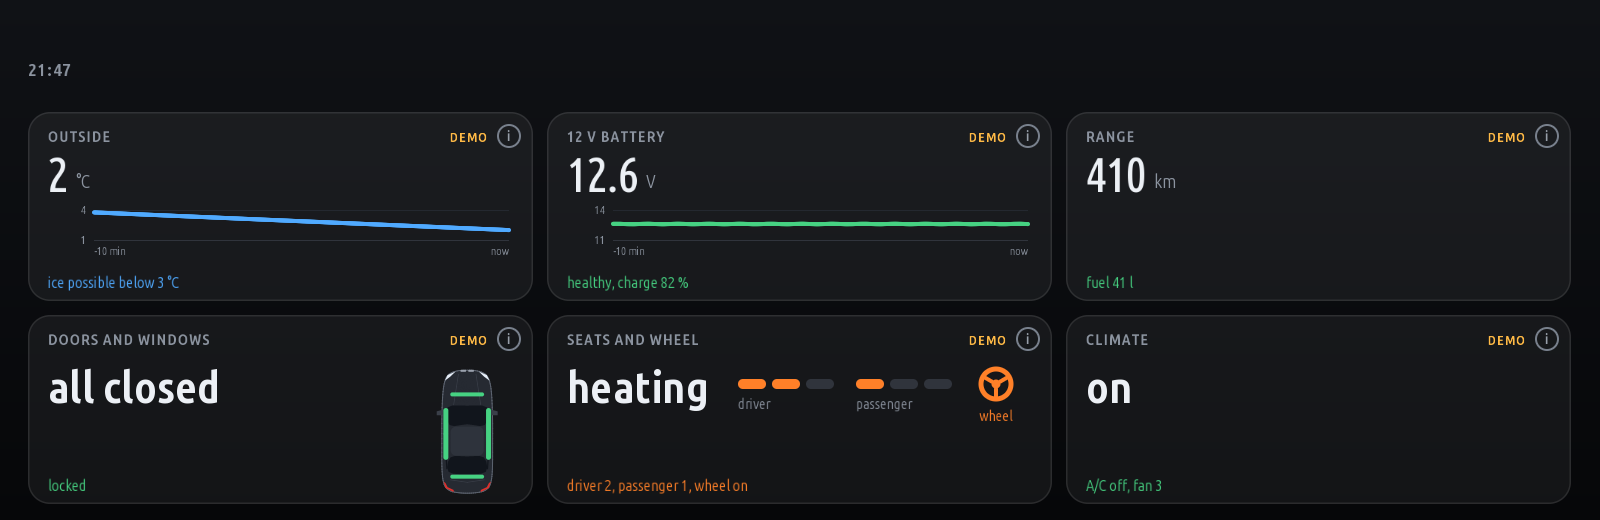 21:47
OUTSIDE DEMO i
2 °C
4
1
-10 min now
ice possible below 3 °C
12 V BATTERY DEMO i
12.6 V
14
11
-10 min now
healthy, charge 82 %
RANGE DEMO i
410 km
fuel 41 l
DOORS AND WINDOWS DEMO i
all closed
locked
SEATS AND WHEEL DEMO i
heating
driver passenger wheel
driver 2, passenger 1, wheel on
CLIMATE DEMO i
on
A/C off, fan 3